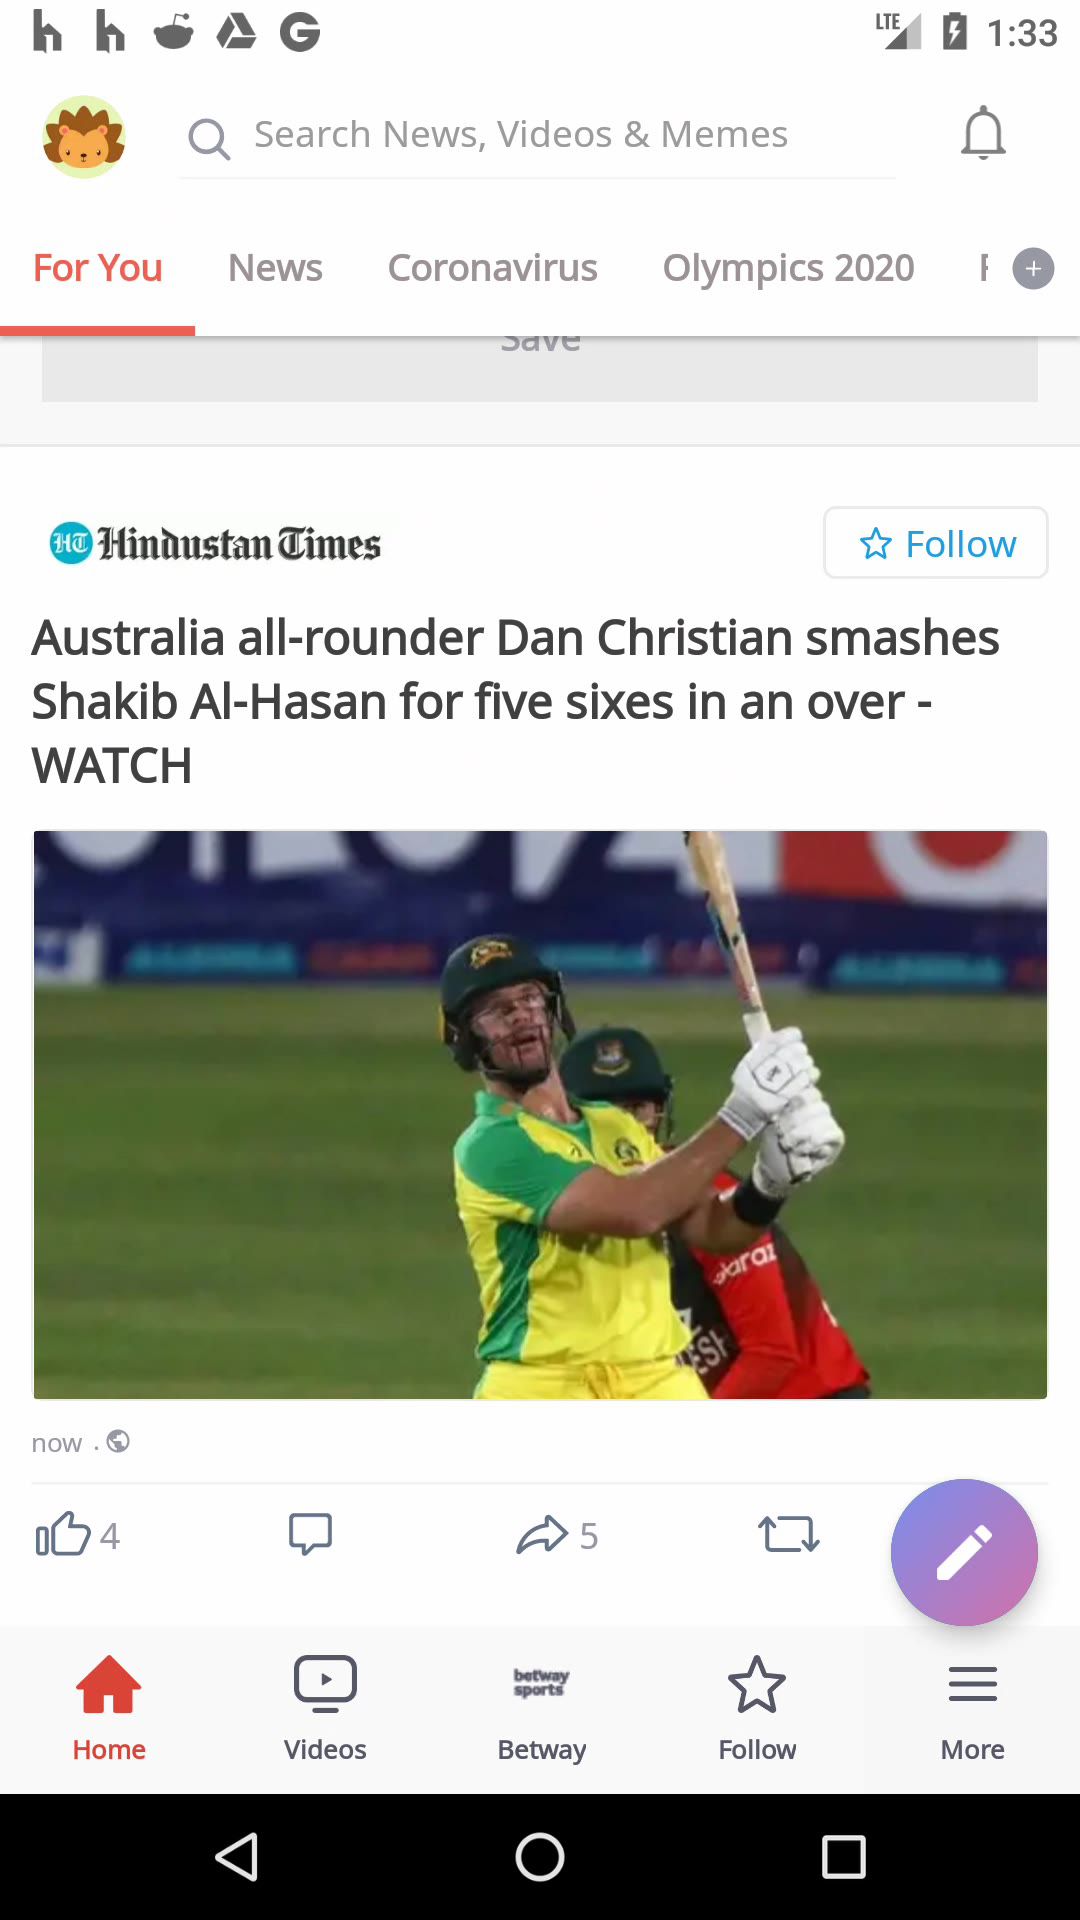 LTE 1:33
Search News, Videos & Memes
For You News Coronavirus Olympics 2020
Save
HT Hindustan Times
Follow
Australia all-rounder Dan Christian smashes
Shakib Al-Hasan for five sixes in an over -
WATCH
now .
4 5
betway
sports
Home Videos Betway Follow More